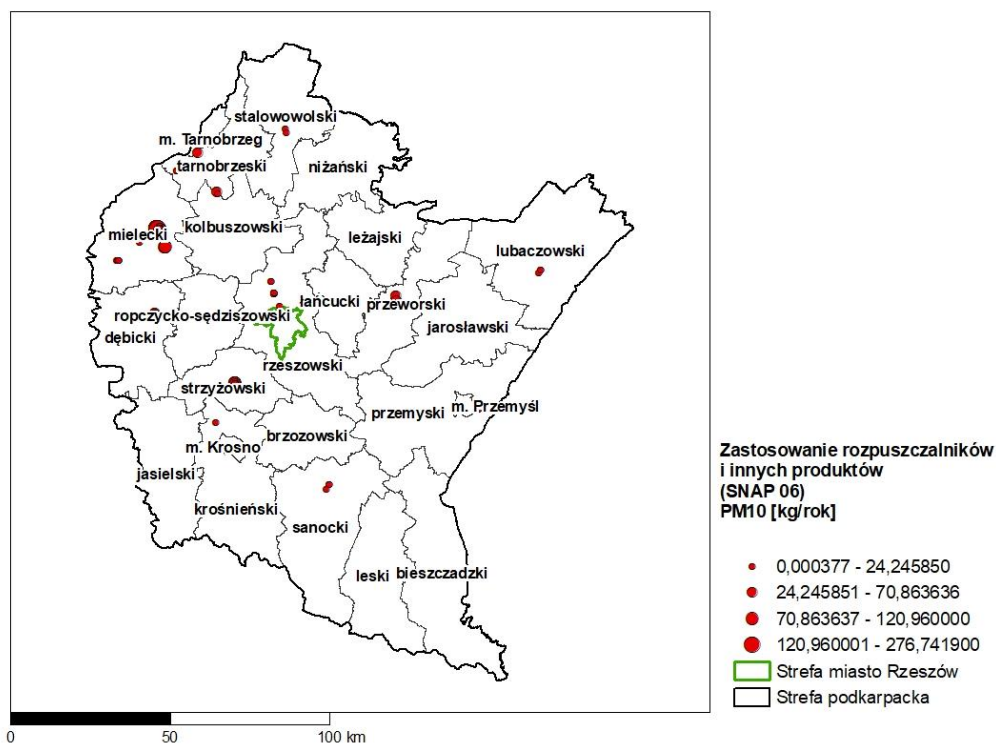 stalowowolski
m. Tarnobrzeg
tarnobrzeski
niżański
kolbuszowski
mielecki
leżajski
lubaczowski
łańcucki
przeworski
ropczycko-sędziszowski
jarosławski
dębicki
rzeszowski
strzyżowski
przemyski
m. Przemyśl
brzozowski
m. Krosno
jasielski
krośnieński
sanocki
leski
bieszczadzki
Zastosowanie rozpuszczalników
i innych produktów
(SNAP 06)
PM10 [kg/rok]
0,000377 - 24,245850
24,245851 - 70,863636
70,863637 - 120,960000
120,960001 - 276,741900
Strefa miasto Rzeszów
Strefa podkarpacka
0 50 100 km